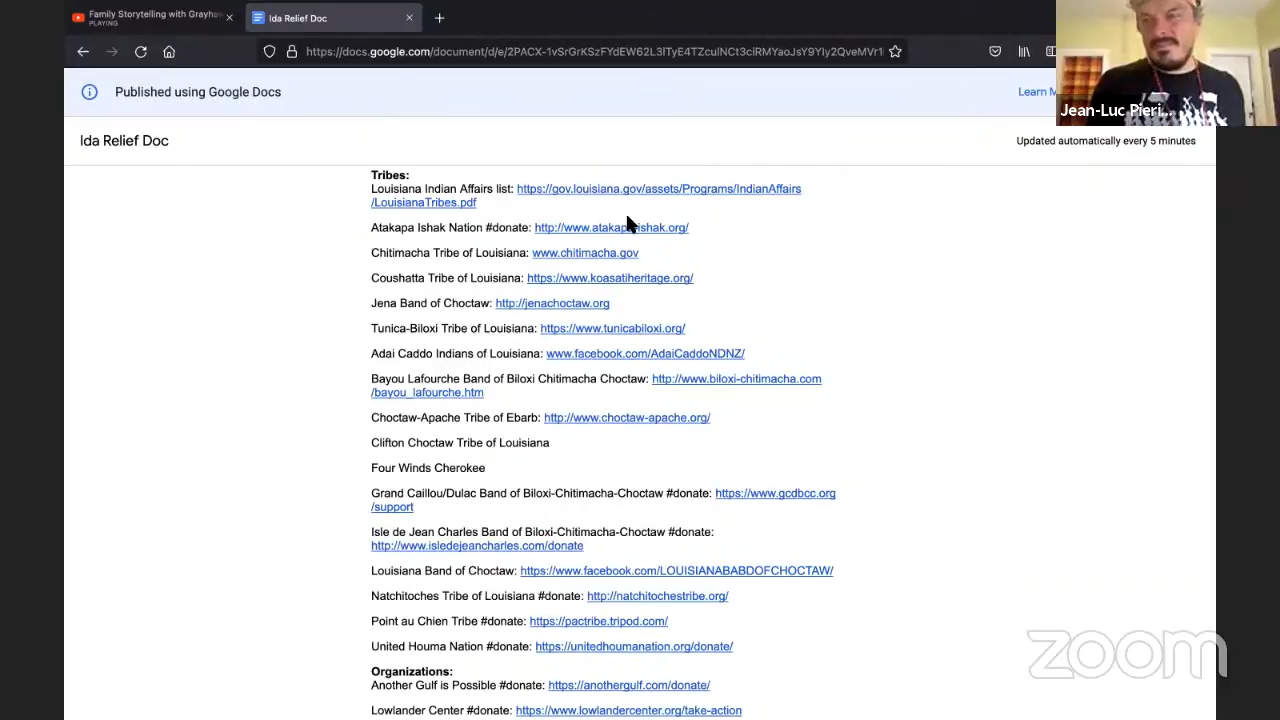 Family Storytelling with Grayhaw
PLAYING
Ida Relief Doc
https://docs.google.com/document/d/e/2PACX-1vSrGrKSzFYdEW62L3ITyE4TZculNCt3ciRMYaoJsY9YIy2QveMVr1
Published using Google Docs
Learn M
Jean-Luc Pieri...
Ida Relief Doc
Updated automatically every 5 minutes
Tribes:
Louisiana Indian Affairs list: https://gov.louisiana.gov/assets/Programs/IndianAffairs
/LouisianaTribes.pdf
Atakapa Ishak Nation #donate: http://www.atakapa-ishak.org/
Chitimacha Tribe of Louisiana: www.chitimacha.gov
Coushatta Tribe of Louisiana: https://www.koasatiheritage.org/
Jena Band of Choctaw: http://jenachoctaw.org
Tunica-Biloxi Tribe of Louisiana: https://www.tunicabiloxi.org/
Adai Caddo Indians of Louisiana: www.facebook.com/AdaiCaddoNDNZ/
Bayou Lafourche Band of Biloxi Chitimacha Choctaw: http://www.biloxi-chitimacha.com
/bayou_lafourche.htm
Choctaw-Apache Tribe of Ebarb: http://www.choctaw-apache.org/
Clifton Choctaw Tribe of Louisiana
Four Winds Cherokee
Grand Caillou/Dulac Band of Biloxi-Chitimacha-Choctaw #donate: https://www.gcdbcc.org
/support
Isle de Jean Charles Band of Biloxi-Chitimacha-Choctaw #donate:
http://www.isledejeancharles.com/donate
Louisiana Band of Choctaw: https://www.facebook.com/LOUISIANABABDOFCHOCTAW/
Natchitoches Tribe of Louisiana #donate: http://natchitochestribe.org/
Point au Chien Tribe #donate: https://pactribe.tripod.com/
United Houma Nation #donate: https://unitedhoumanation.org/donate/
Organizations:
Another Gulf is Possible #donate: https://anothergulf.com/donate/
Lowlander Center #donate: https://www.lowlandercenter.org/take-action
zoom